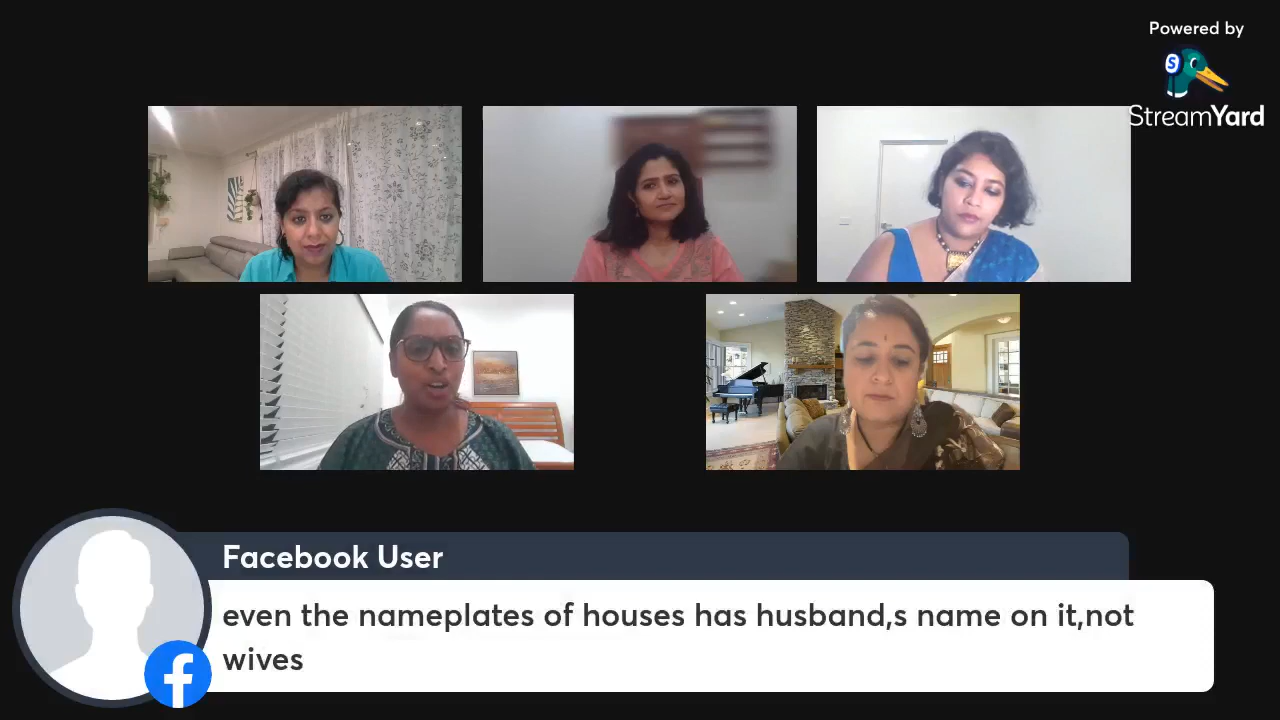 Powered by
StreamYard
Facebook User
even the nameplates of houses has husband,s name on it,not
wives